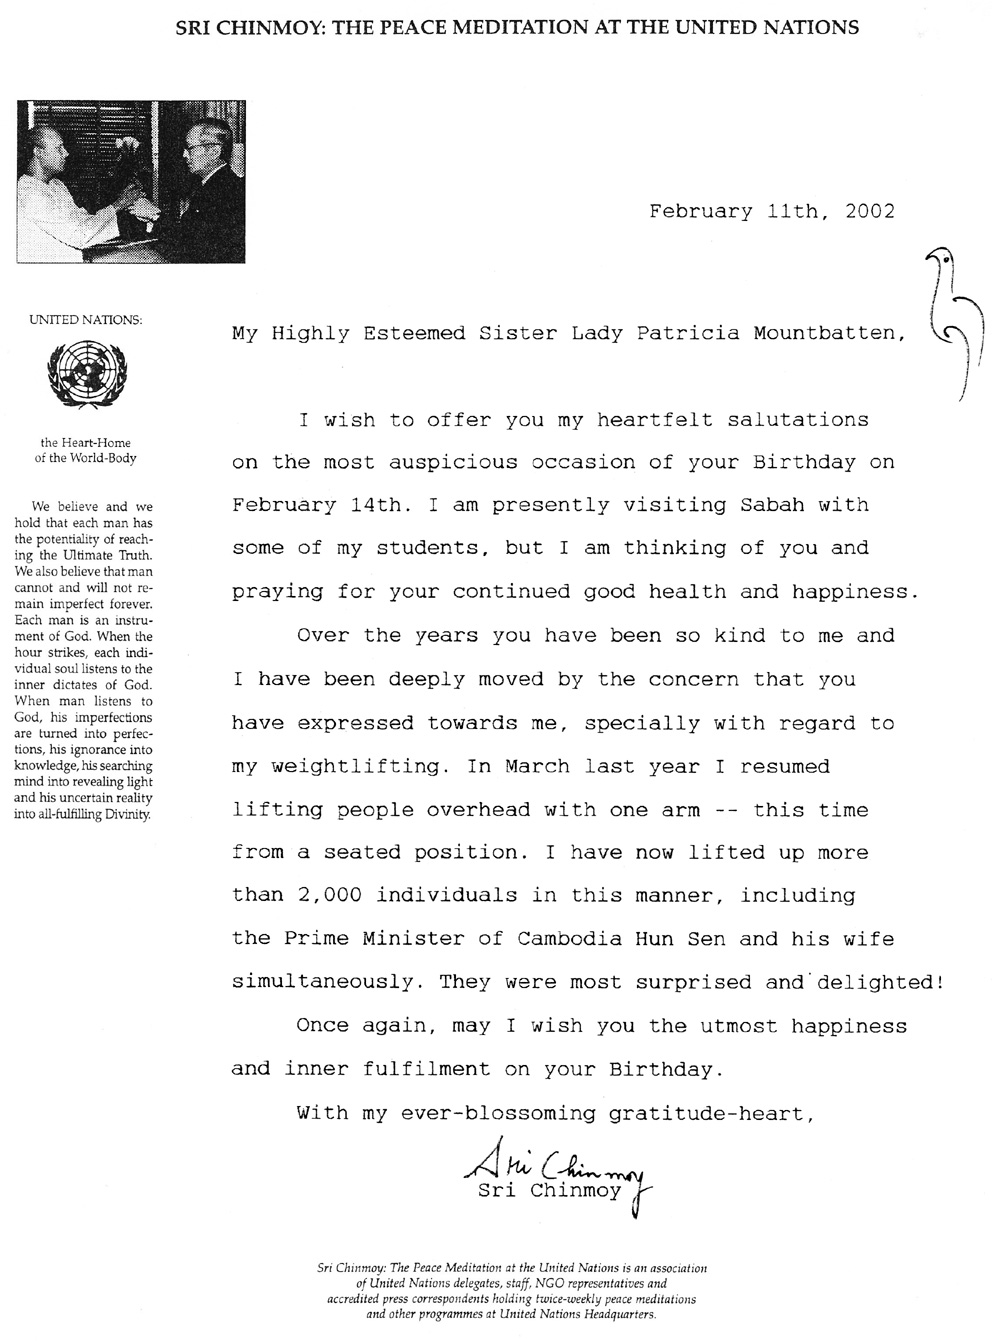 SRI CHINMOY: THE PEACE MEDITATION AT THE UNITED NATIONS
February 11th, 2002
UNITED NATIONS:
the Heart-Home
of the World-Body
We believe and we
hold that each man has
the potentiality of reach-
ing the Ultimate Truth.
We also believe that man
cannot and will not re-
main imperfect forever.
Each man is an instru-
ment of God. When the
hour strikes, each indi-
vidual soul listens to the
inner dictates of God.
When man listens to
God, his imperfections
are turned into perfec-
tions, his ignorance into
knowledge, his searching
mind into revealing light
and his uncertain reality
into all-fulfilling Divinity.
My Highly Esteemed Sister Lady Patricia Mountbatten,
I wish to offer you my heartfelt salutations
on the most auspicious occasion of your Birthday on
February 14th. I am presently visiting Sabah with
some of my students, but I am thinking of you and
praying for your continued good health and happiness.
Over the years you have been so kind to me and
I have been deeply moved by the concern that you
have expressed towards me, specially with regard to
my weightlifting. In March last year I resumed
lifting people overhead with one arm -- this time
from a seated position. I have now lifted up more
than 2,000 individuals in this manner, including
the Prime Minister of Cambodia Hun Sen and his wife
simultaneously. They were most surprised and delighted!
Once again, may I wish you the utmost happiness
and inner fulfilment on your Birthday.
With my ever-blossoming gratitude-heart,
Sri Chinmoy
Sri Chinmoy
Sri Chinmoy: The Peace Meditation at the United Nations is an association
of United Nations delegates, staff, NGO representatives and
accredited press correspondents holding twice-weekly peace meditations
and other programmes at United Nations Headquarters.